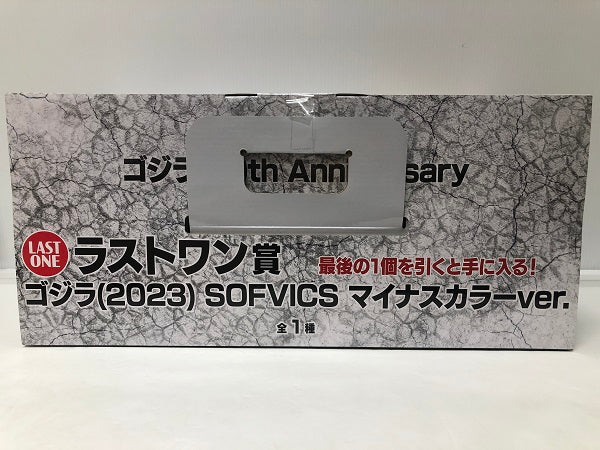 ゴジラ th Ann sary
LAST ONE ラストワン賞 最後の1個を引くと手に入る!
ゴジラ(2023) SOFVICS マイナスカラーver.
全1種